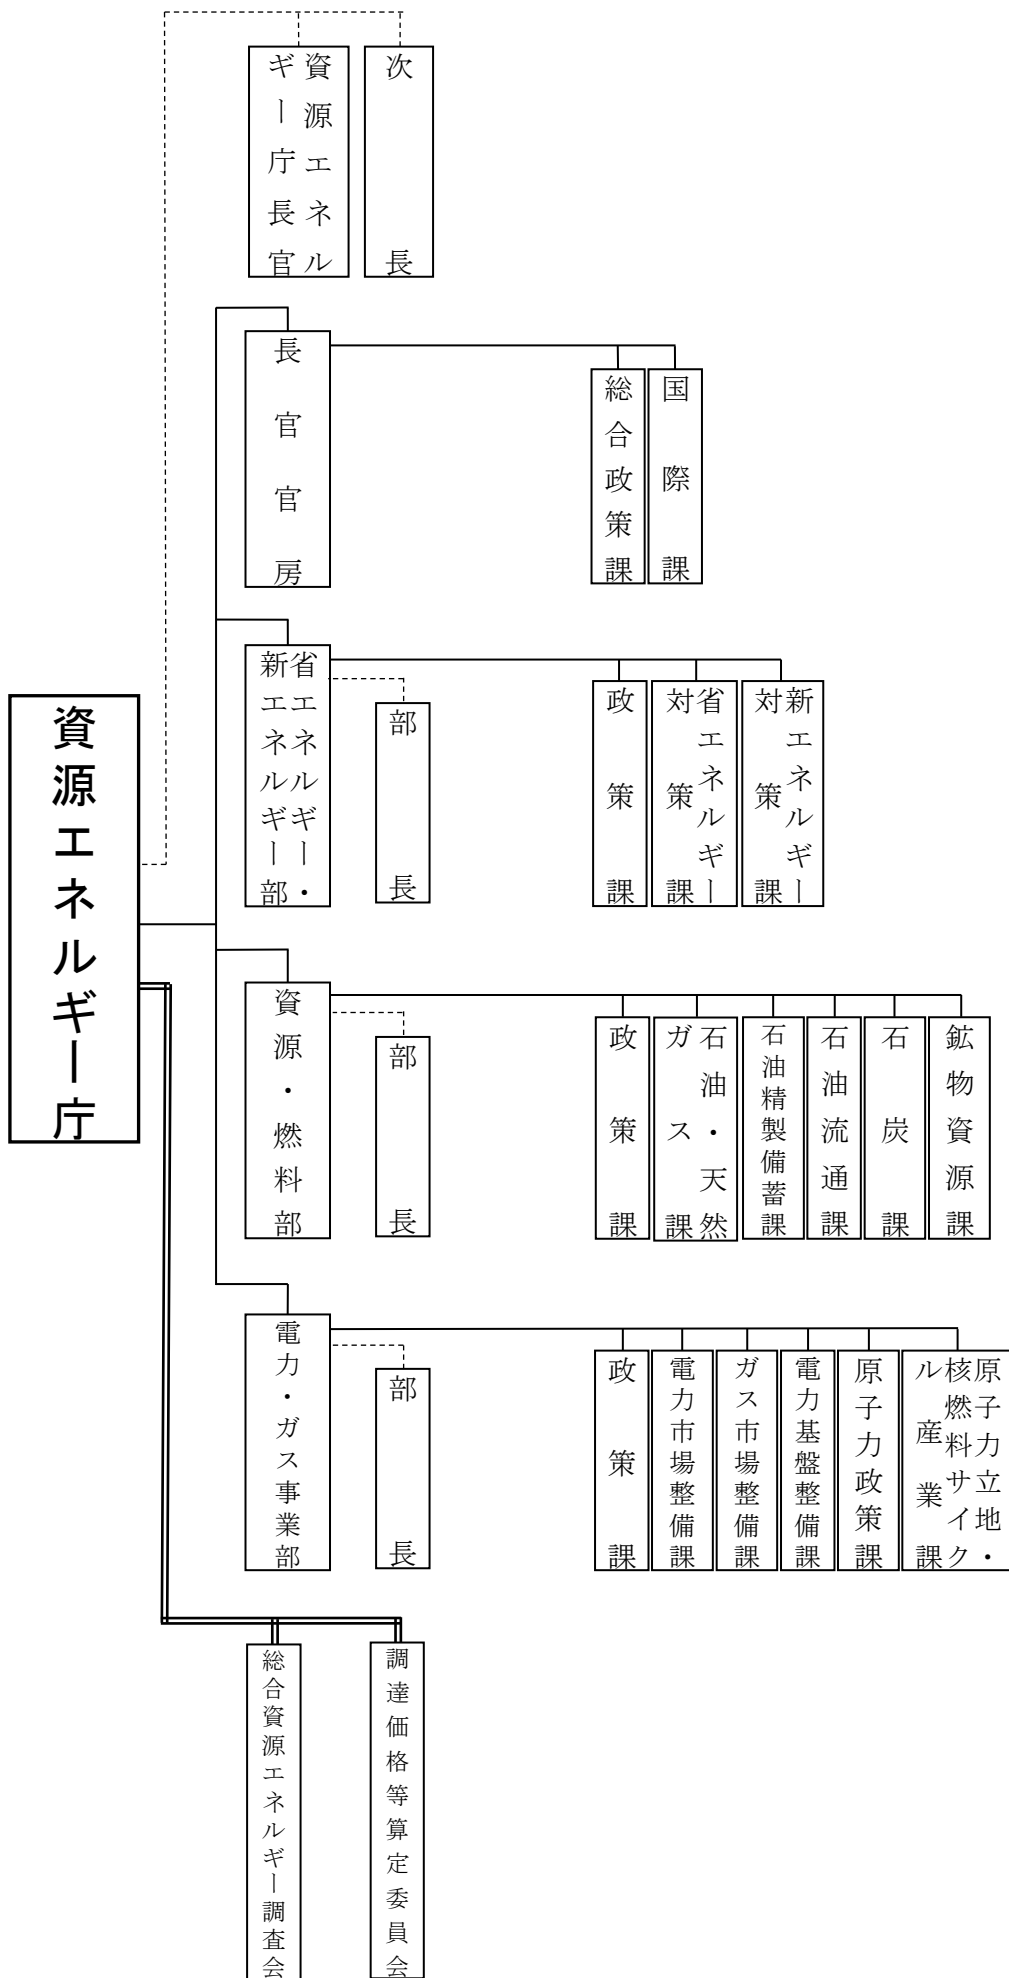 資源エネルギー庁
資源エネル
ギー庁長官
次長
長官官房
総合政策課
国際課
省エネルギー・
新エネルギー部
部長
政策課
省エネルギー
対策課
新エネルギー
対策課
資源・燃料部
部長
政策課
石油・天然
ガス課
石油精製備蓄課
石油流通課
石炭課
鉱物資源課
電力・ガス事業部
部長
政策課
電力市場整備課
ガス市場整備課
電力基盤整備課
原子力政策課
原子力立地・
核燃料サイク
ル産業課
総合資源エネルギー調査会
調達価格等算定委員会